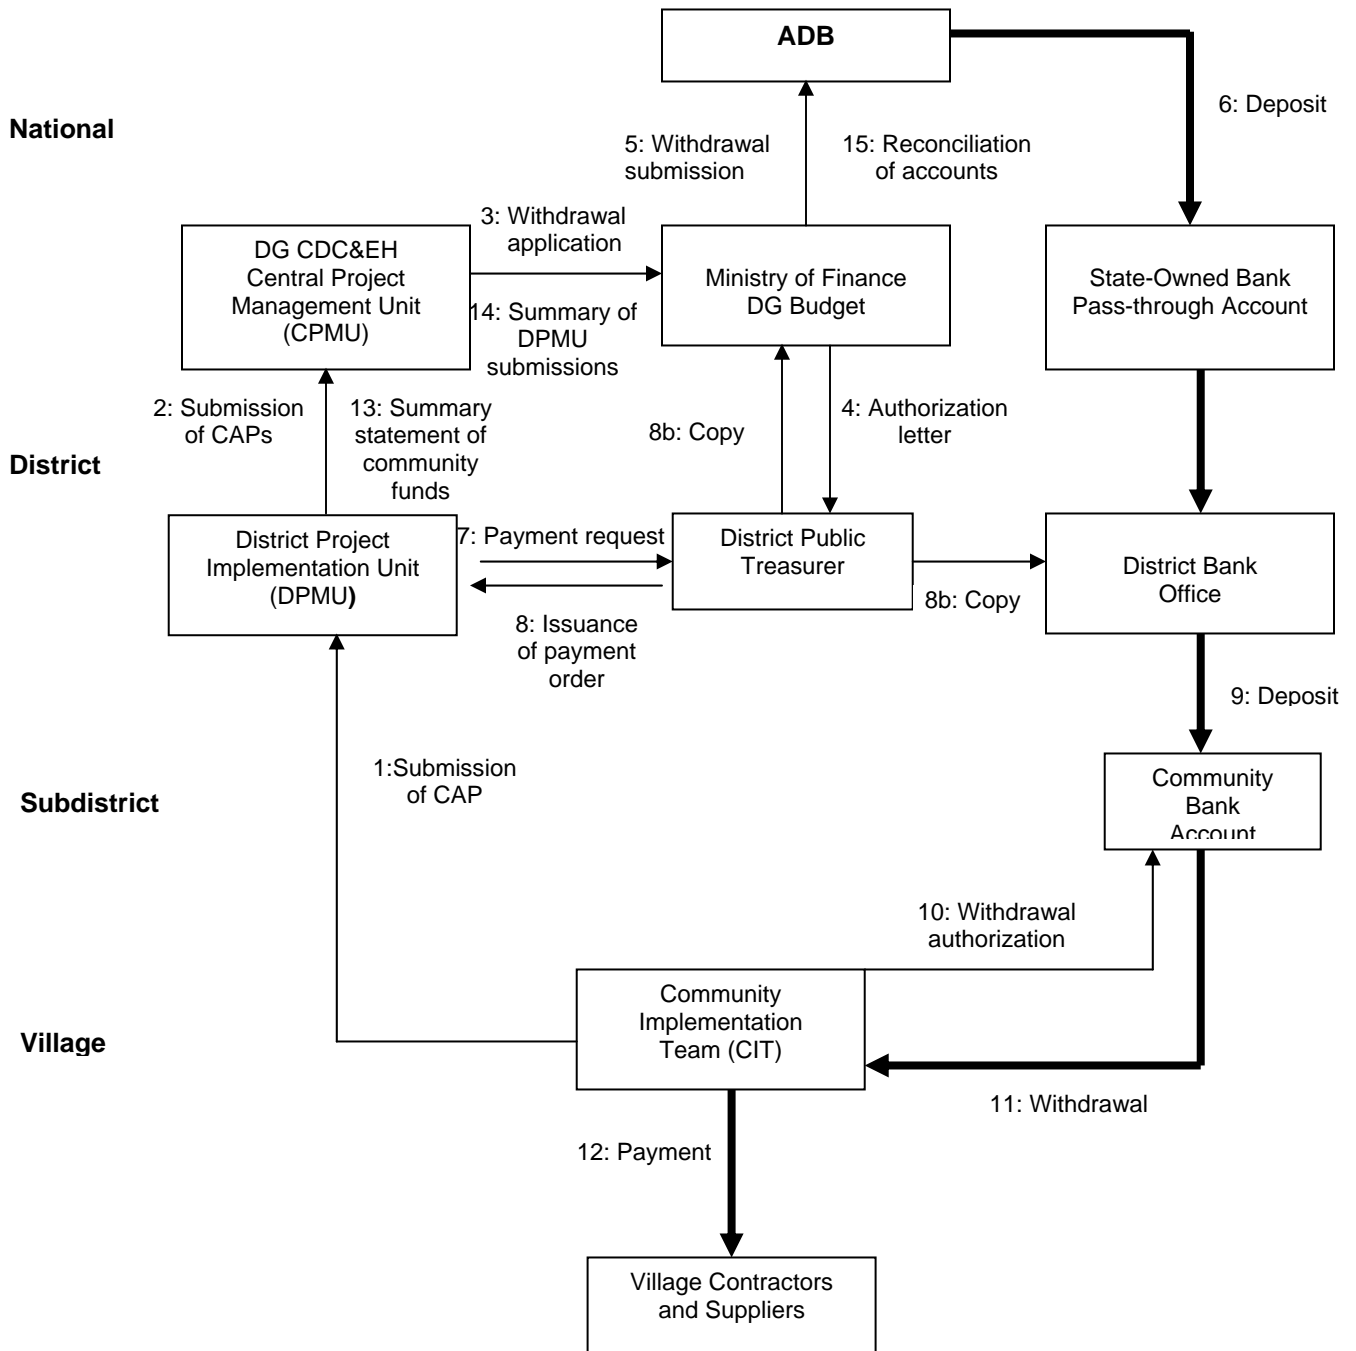 ADB
6: Deposit
National
5: Withdrawal
submission
15: Reconciliation
of accounts
3: Withdrawal
application
DG CDC&EH
Central Project
Management Unit
(CPMU)
Ministry of Finance
DG Budget
State-Owned Bank
Pass-through Account
14: Summary of
DPMU
submissions
2: Submission
of CAPs
13: Summary
statement of
community
funds
8b: Copy
4: Authorization
letter
District
District Project
Implementation Unit
(DPMU)
7: Payment request
District Public
Treasurer
District Bank
Office
8b: Copy
8: Issuance
of payment
order
9: Deposit
1:Submission
of CAP
Subdistrict
Community
Bank
Account
10: Withdrawal
authorization
Community
Implementation
Team (CIT)
Village
11: Withdrawal
12: Payment
Village Contractors
and Suppliers